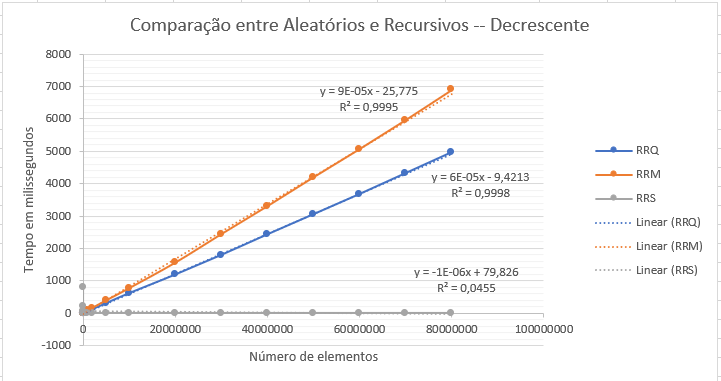 Comparação entre Aleatórios e Recursivos -- Decrescente
Tempo em milissegundos
8000
7000
6000
5000
4000
3000
2000
1000
0
-1000
y = 9E-05x - 25,775
R² = 0,9995
y = 6E-05x - 9,4213
R² = 0,9998
y = -1E-06x + 79,826
R² = 0,0455
0
20000000
40000000
60000000
80000000
100000000
Número de elementos
RRQ
RRM
RRS
Linear (RRQ)
Linear (RRM)
Linear (RRS)